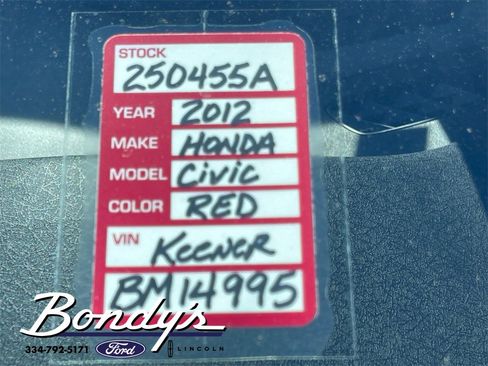 STOCK
250455A
YEAR 2012
MAKE HONDA
MODEL CIVIC
COLOR RED
VIN KEENER
BM14995
Bondy's
334-792-5171 Ford LINCOLN